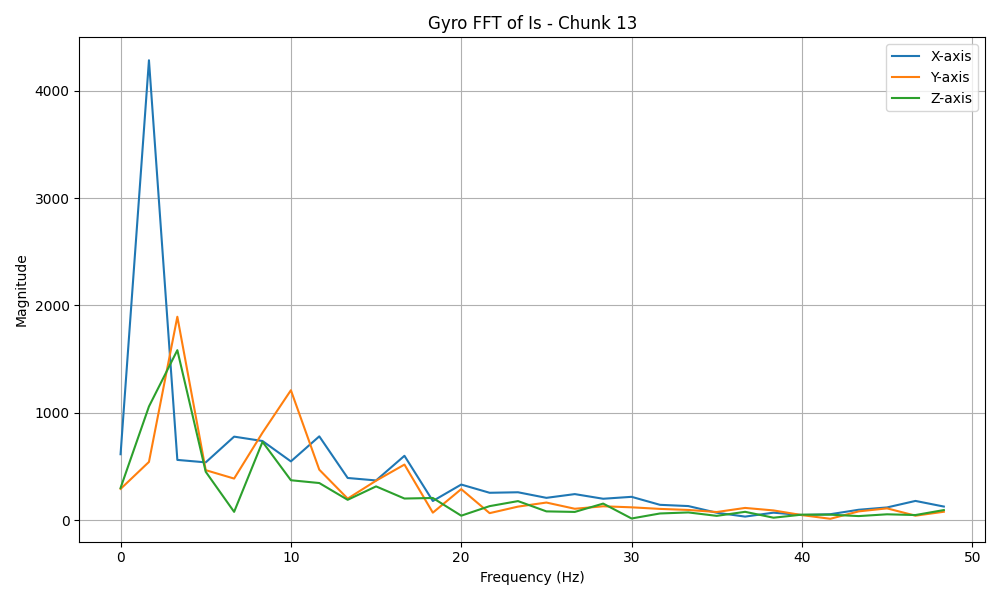 Gyro FFT of Is - Chunk 13
X-axis
Y-axis
Z-axis
Magnitude
4000
3000
2000
1000
0
0 10 20 30 40 50
Frequency (Hz)